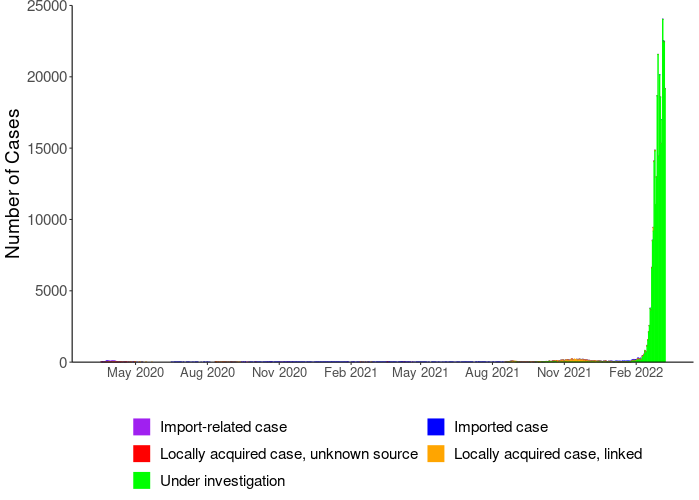 25000
20000
15000
10000
5000
0
Number of Cases
May 2020 Aug 2020 Nov 2020 Feb 2021 May 2021 Aug 2021 Nov 2021 Feb 2022
Import-related case Imported case
Locally acquired case, unknown source Locally acquired case, linked
Under investigation